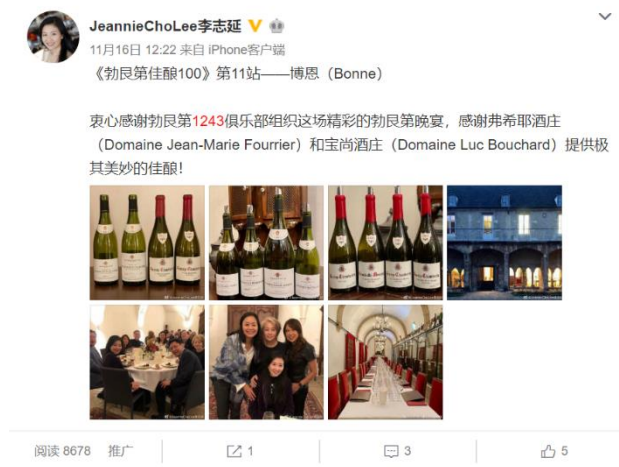 JeannieChoLee李志延
11月16日 12:22 来自 iPhone客户端
《勃艮第佳酿100》第11站——博恩（Bonne）
衷心感谢勃艮第1243俱乐部组织这场精彩的勃艮第晚宴，感谢弗希耶酒庄
（Domaine Jean-Marie Fourrier）和宝尚酒庄（Domaine Luc Bouchard）提供极
其美妙的佳酿！
阅读 8678 推广 1 3 5